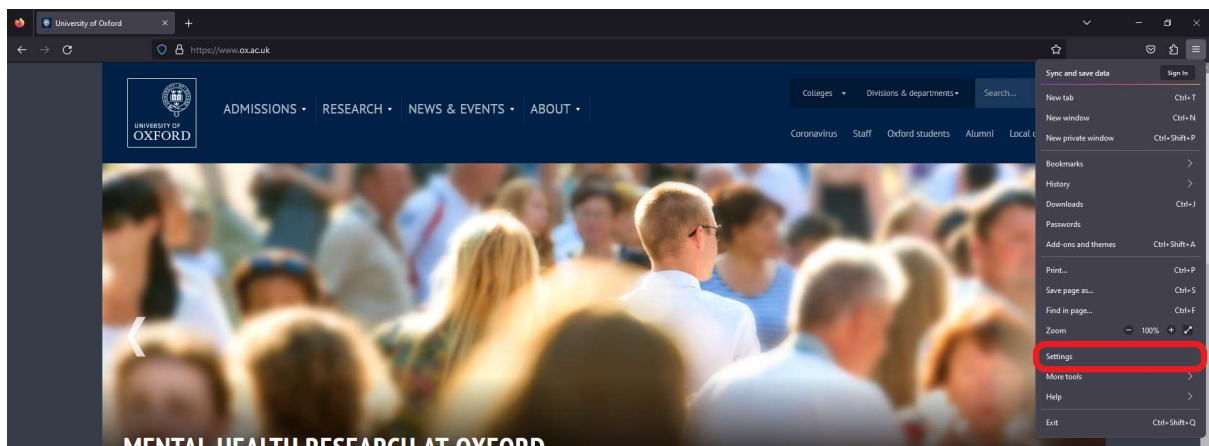 University of Oxford
https://www.ox.ac.uk
UNIVERSITY OF
OXFORD
ADMISSIONS RESEARCH NEWS & EVENTS ABOUT
Colleges Divisions & departments Search...
Coronavirus Staff Oxford students Alumni Local
MENTAL HEALTH RESEARCH AT OXFORD
Sync and save data Sign In
New tab Ctrl+T
New window Ctrl+N
New private window Ctrl+Shift+P
Bookmarks
History
Downloads Ctrl+J
Passwords
Add-ons and themes Ctrl+Shift+A
Print... Ctrl+P
Save page as... Ctrl+S
Find in page... Ctrl+F
Zoom − 100% +
Settings
More tools
Help
Exit Ctrl+Shift+Q